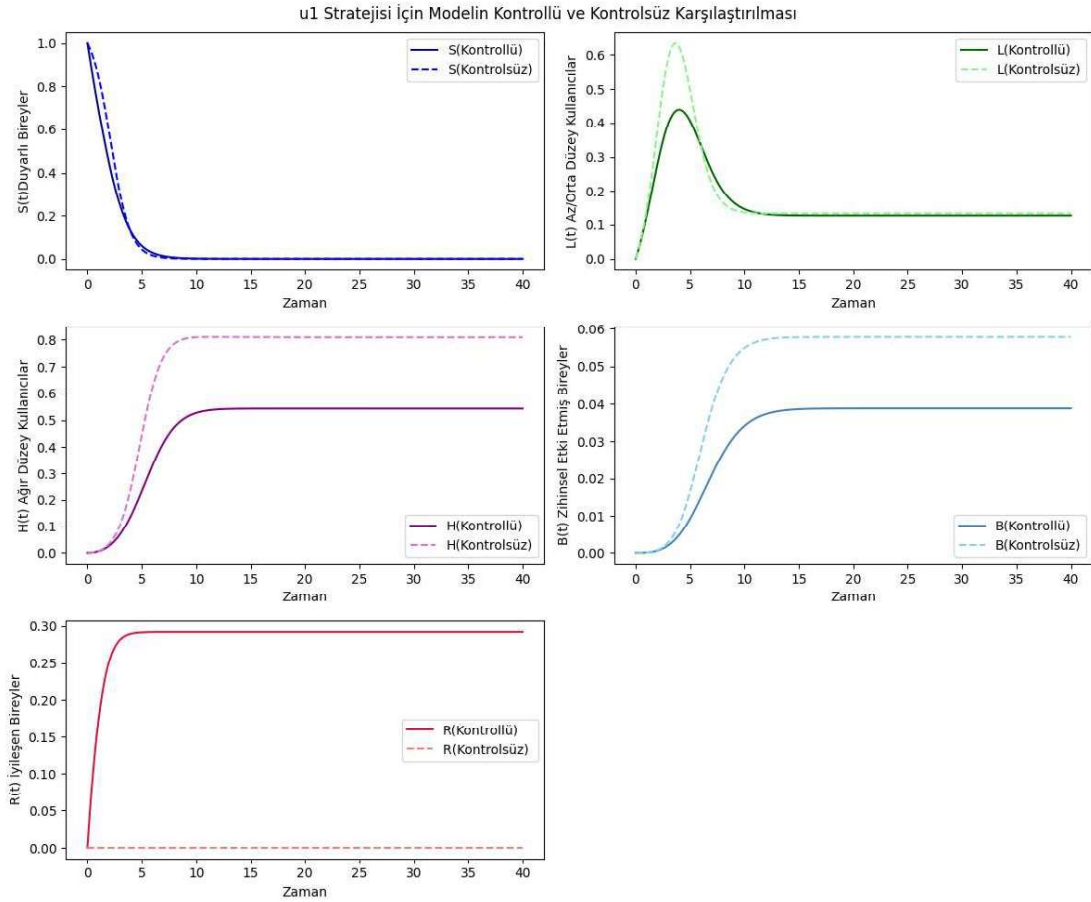 u1 Stratejisi İçin Modelin Kontrollü ve Kontrolsüz Karşılaştırılması
S(t)Duyarlı Bireyler
1.0
0.8
0.6
0.4
0.2
0.0
S(Kontrollü)
S(Kontrolsüz)
0 5 10 15 20 25 30 35 40
Zaman
L(t) Az/Orta Düzey Kullanıcılar
0.6
0.5
0.4
0.3
0.2
0.1
0.0
L(Kontrollü)
L(Kontrolsüz)
0 5 10 15 20 25 30 35 40
Zaman
H(t) Ağır Düzey Kullanıcılar
0.8
0.7
0.6
0.5
0.4
0.3
0.2
0.1
0.0
H(Kontrollü)
H(Kontrolsüz)
0 5 10 15 20 25 30 35 40
Zaman
B(t) Zihinsel Etki Etmiş Bireyler
0.06
0.05
0.04
0.03
0.02
0.01
0.00
B(Kontrollü)
B(Kontrolsüz)
0 5 10 15 20 25 30 35 40
Zaman
R(t) İyileşen Bireyler
0.30
0.25
0.20
0.15
0.10
0.05
0.00
R(Kontrollü)
R(Kontrolsüz)
0 5 10 15 20 25 30 35 40
Zaman